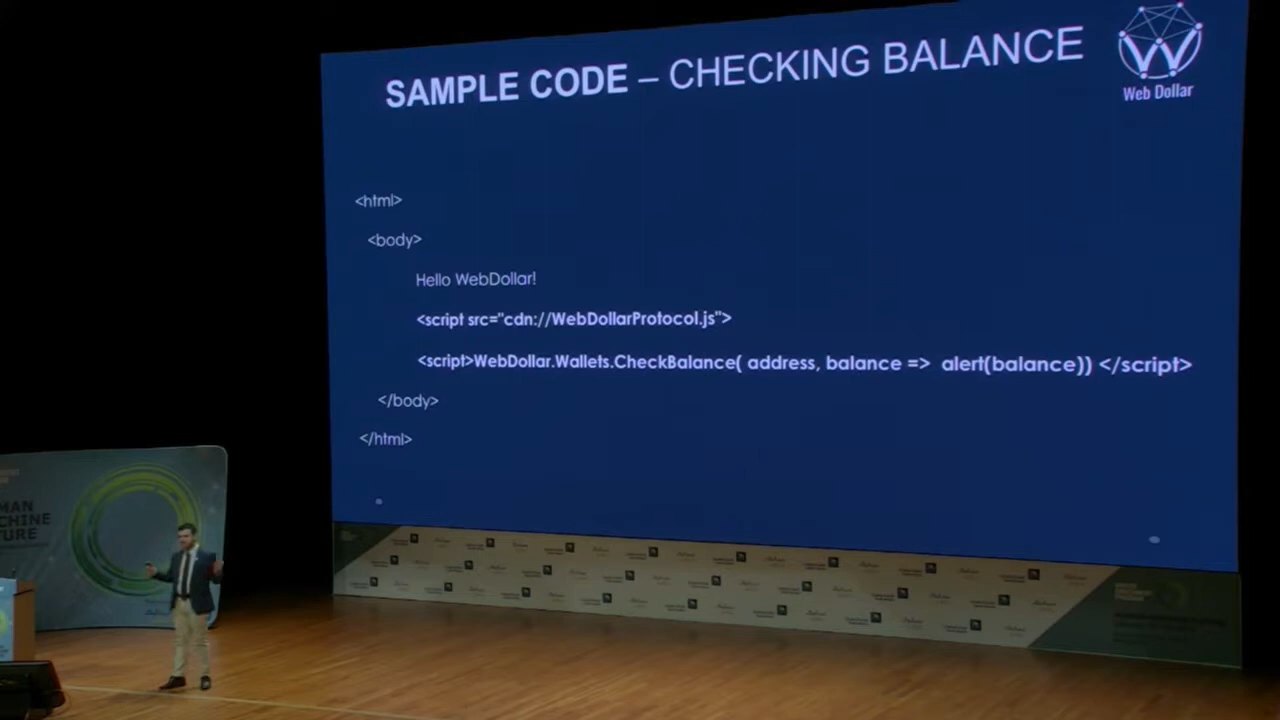 SAMPLE CODE – CHECKING BALANCE
Web Dollar
<html>
<body>
Hello WebDollar!
<script src="cdn://WebDollarProtocol.js">
<script>WebDollar.Wallets.CheckBalance( address, balance => alert(balance)) </script>
</body>
</html>